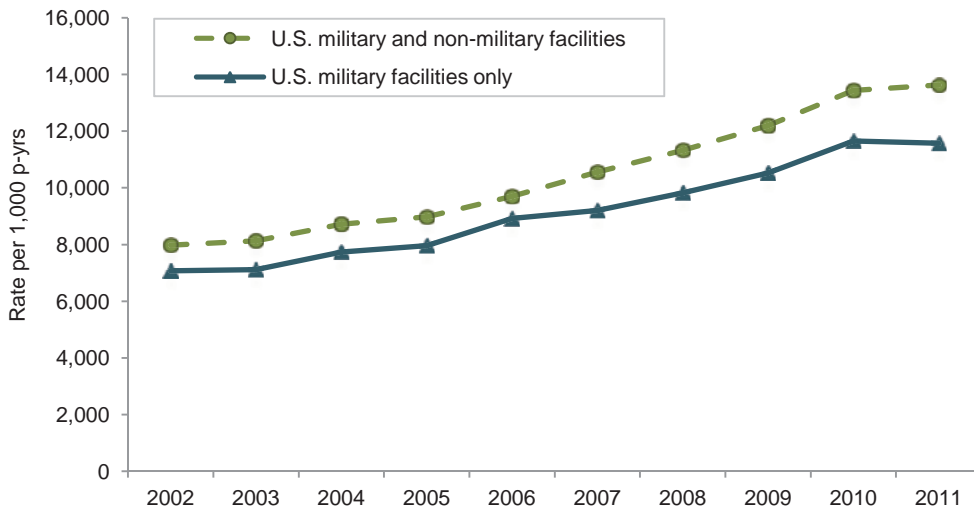 U.S. military and non-military facilities
U.S. military facilities only
Rate per 1,000 p-yrs
16,000
14,000
12,000
10,000
8,000
6,000
4,000
2,000
0
2002 2003 2004 2005 2006 2007 2008 2009 2010 2011